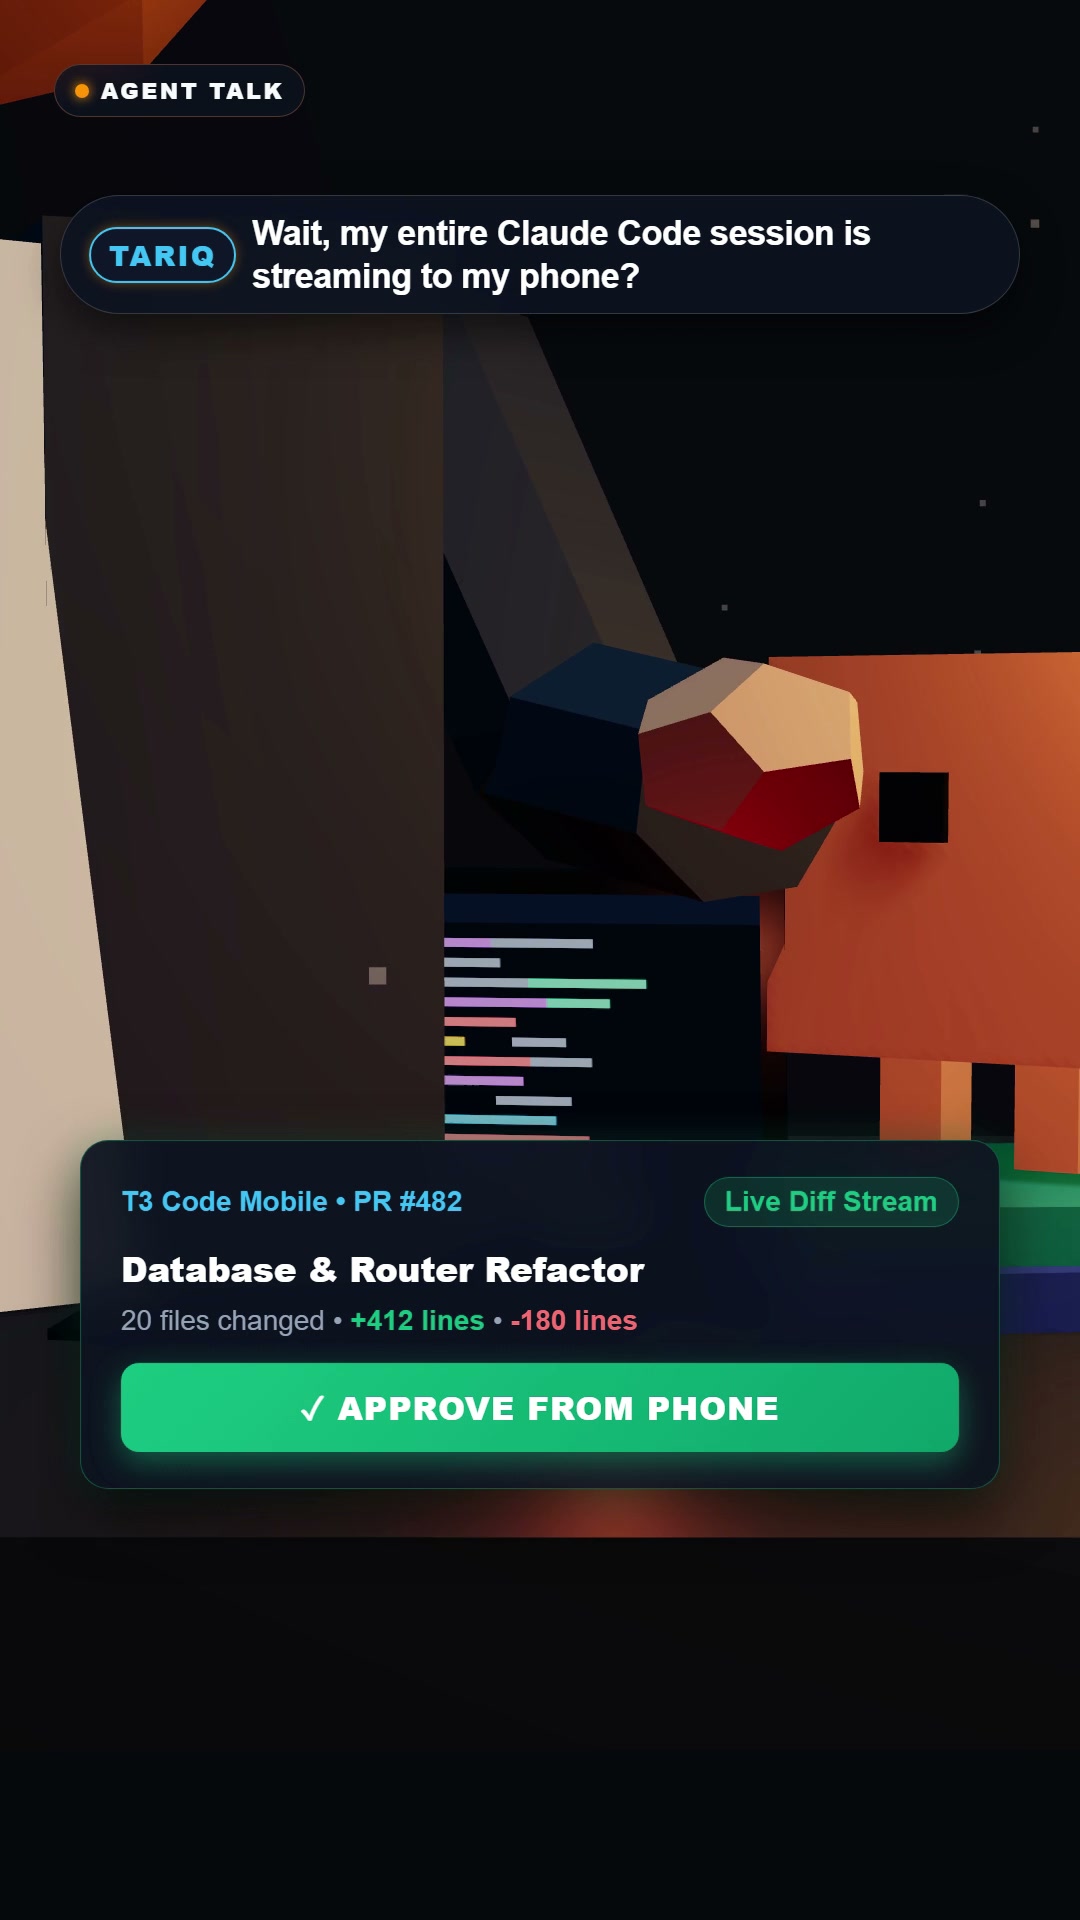 AGENT TALK
TARIQ
Wait, my entire Claude Code session is
streaming to my phone?
T3 Code Mobile • PR #482
Live Diff Stream
Database & Router Refactor
20 files changed • +412 lines • -180 lines
✓ APPROVE FROM PHONE